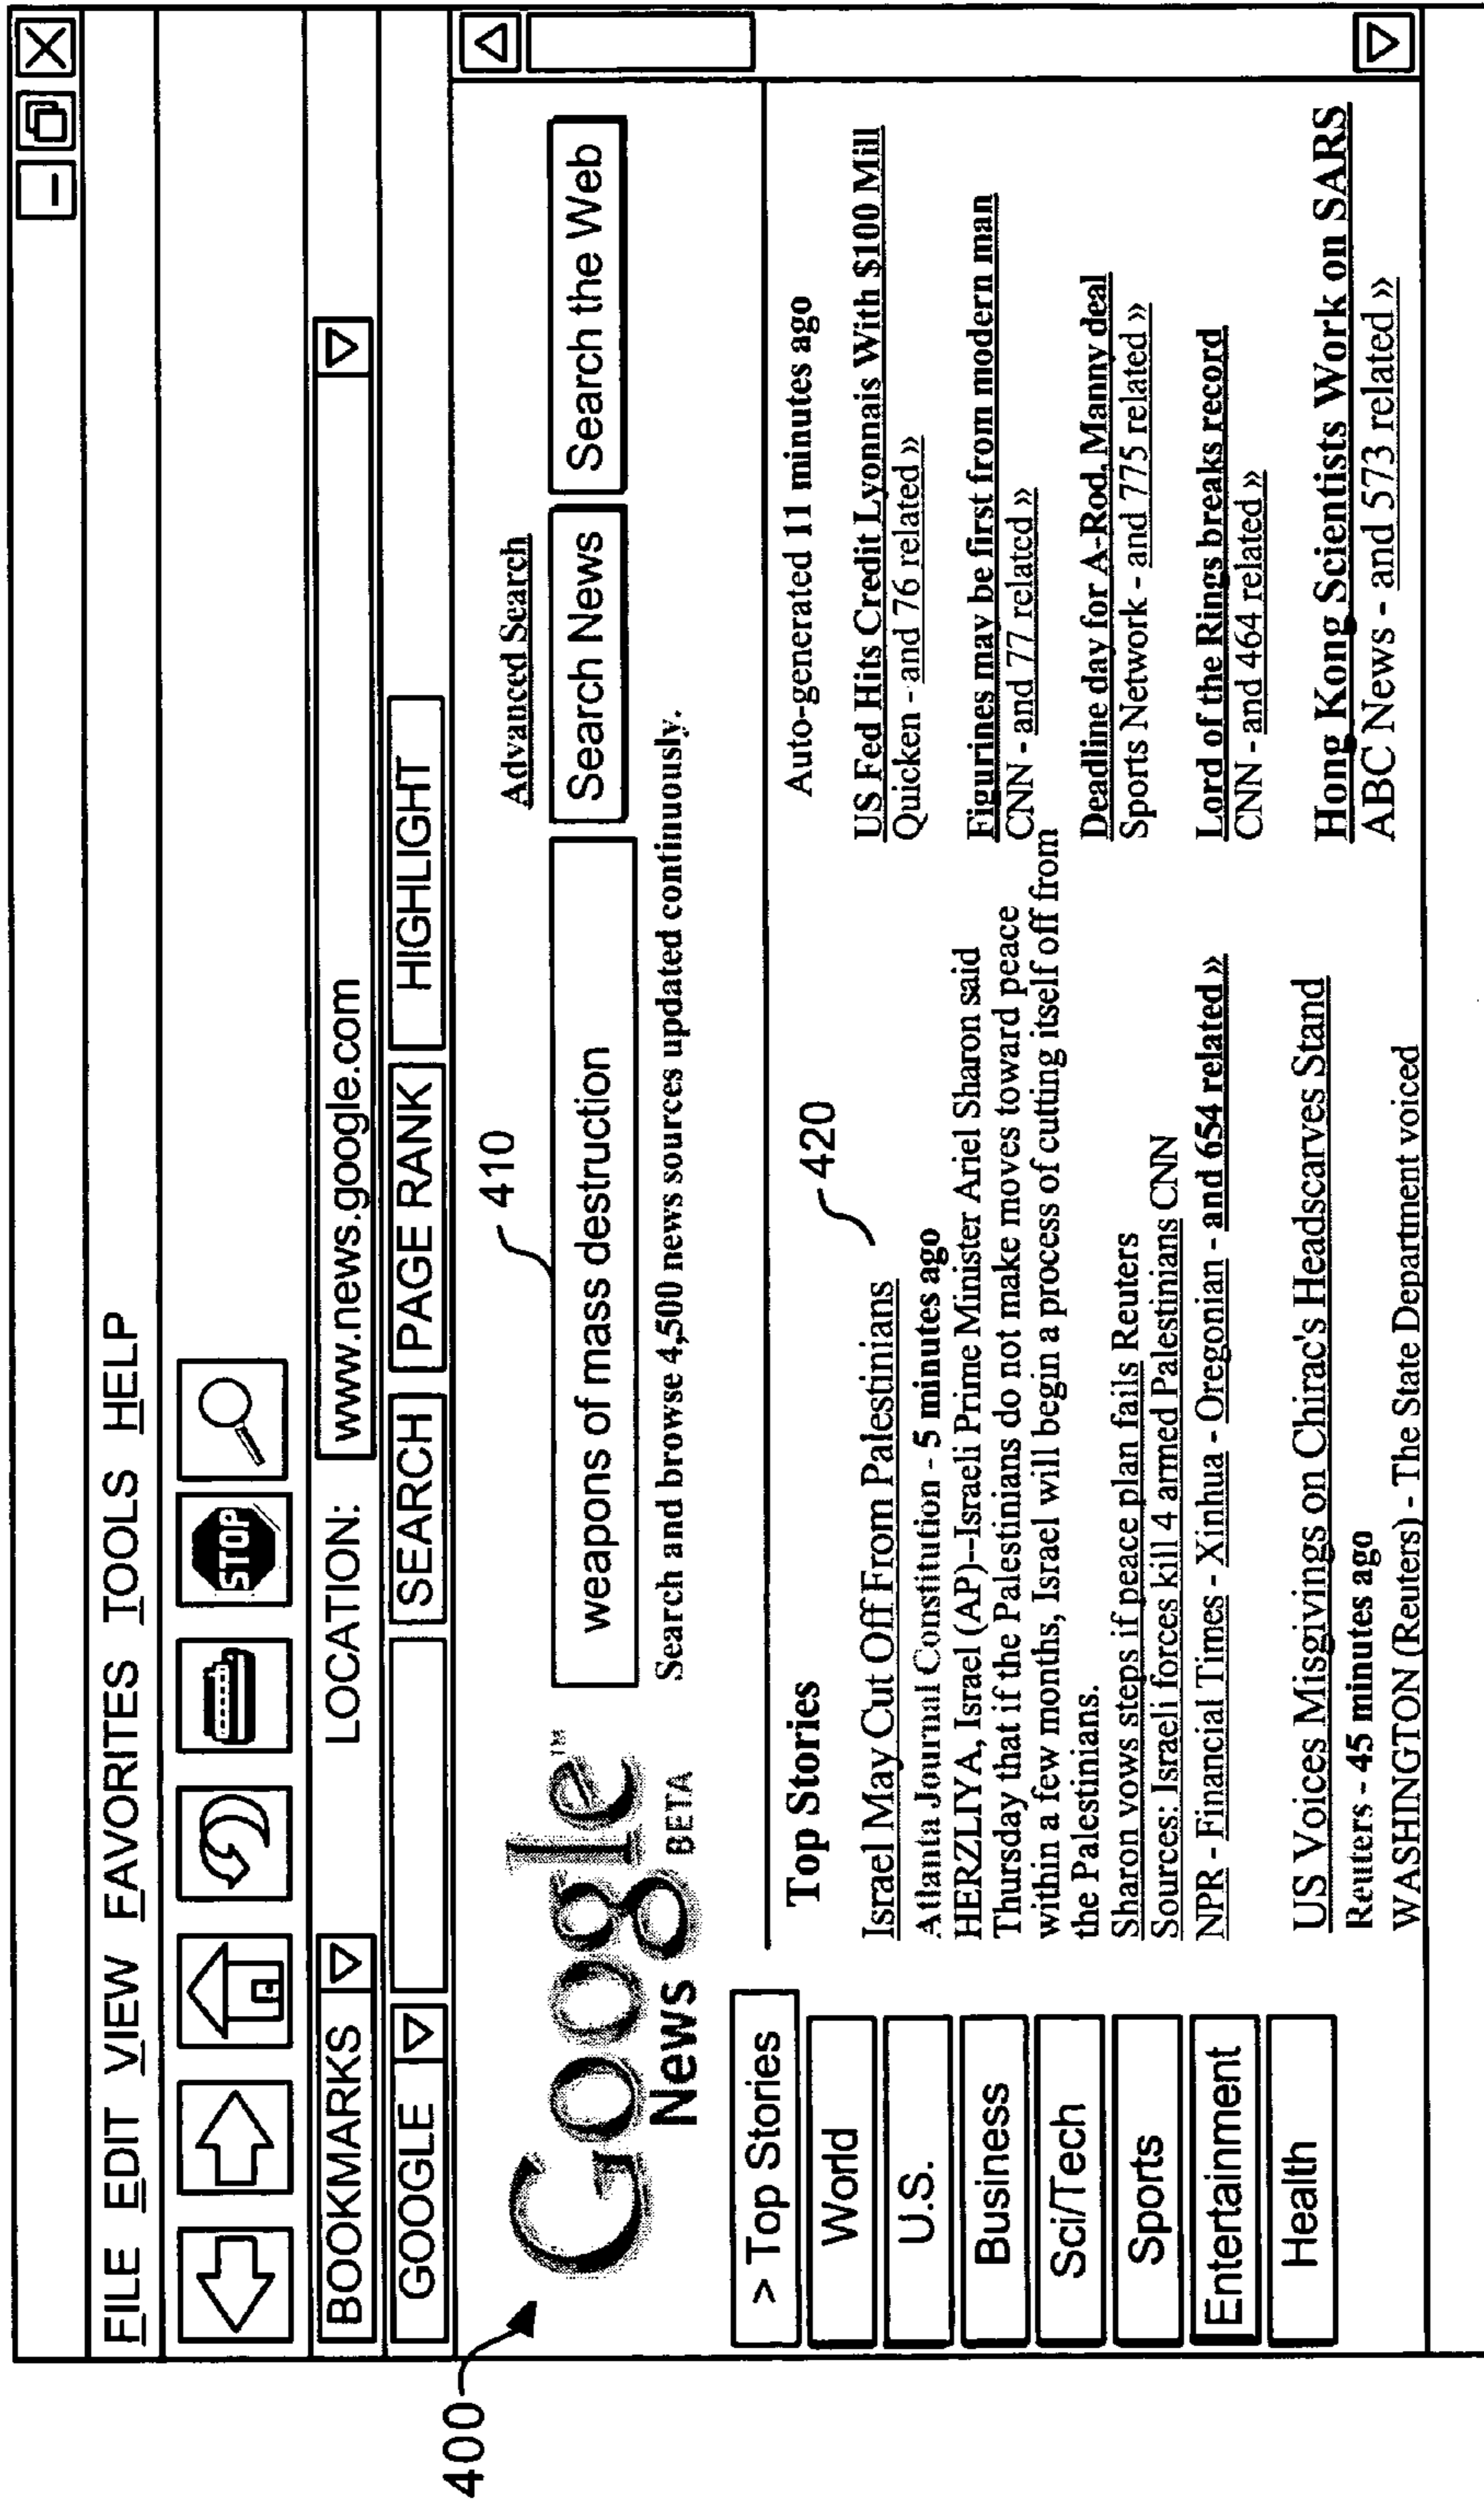 FILE EDIT VIEW FAVORITES TOOLS HELP
STOP
BOOKMARKS LOCATION: www.news.google.com
GOOGLE SEARCH PAGE RANK HIGHLIGHT
400
410
Advanced Search
Google™
News BETA
weapons of mass destruction Search News Search the Web
Search and browse 4,500 news sources updated continuously.
> Top Stories
World
U.S.
Business
Sci/Tech
Sports
Entertainment
Health
Top Stories
420
Auto-generated 11 minutes ago
Israel May Cut Off From Palestinians
Atlanta Journal Constitution - 5 minutes ago
HERZLIYA, Israel (AP)--Israeli Prime Minister Ariel Sharon said
Thursday that if the Palestinians do not make moves toward peace
within a few months, Israel will begin a process of cutting itself off from
the Palestinians.
Sharon vows steps if peace plan fails Reuters
Sources: Israeli forces kill 4 armed Palestinians CNN
NPR - Financial Times - Xinhua - Oregonian - and 654 related »
US Voices Misgivings on Chirac's Headscarves Stand
Reuters - 45 minutes ago
WASHINGTON (Reuters) - The State Department voiced
US Fed Hits Credit Lyonnais With $100 Mill
Quicken - and 76 related »
Figurines may be first from modern man
CNN - and 77 related »
Deadline day for A-Rod, Manny deal
Sports Network - and 775 related »
Lord of the Rings breaks record
CNN - and 464 related »
Hong Kong Scientists Work on SARS
ABC News - and 573 related »